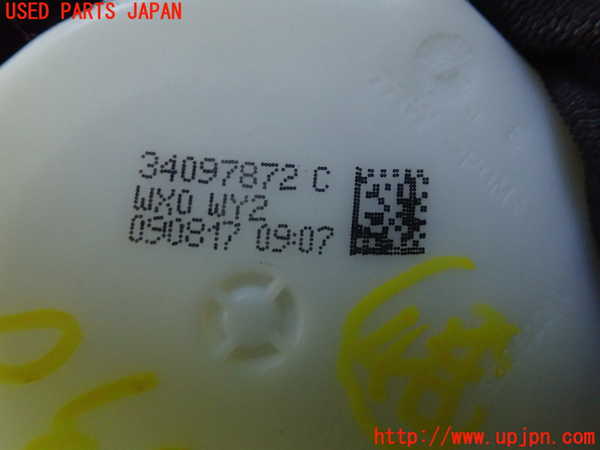 USED PARTS JAPAN
34097872 C
WX0 WY2
090817 09:07
http://www.upjpn.com/